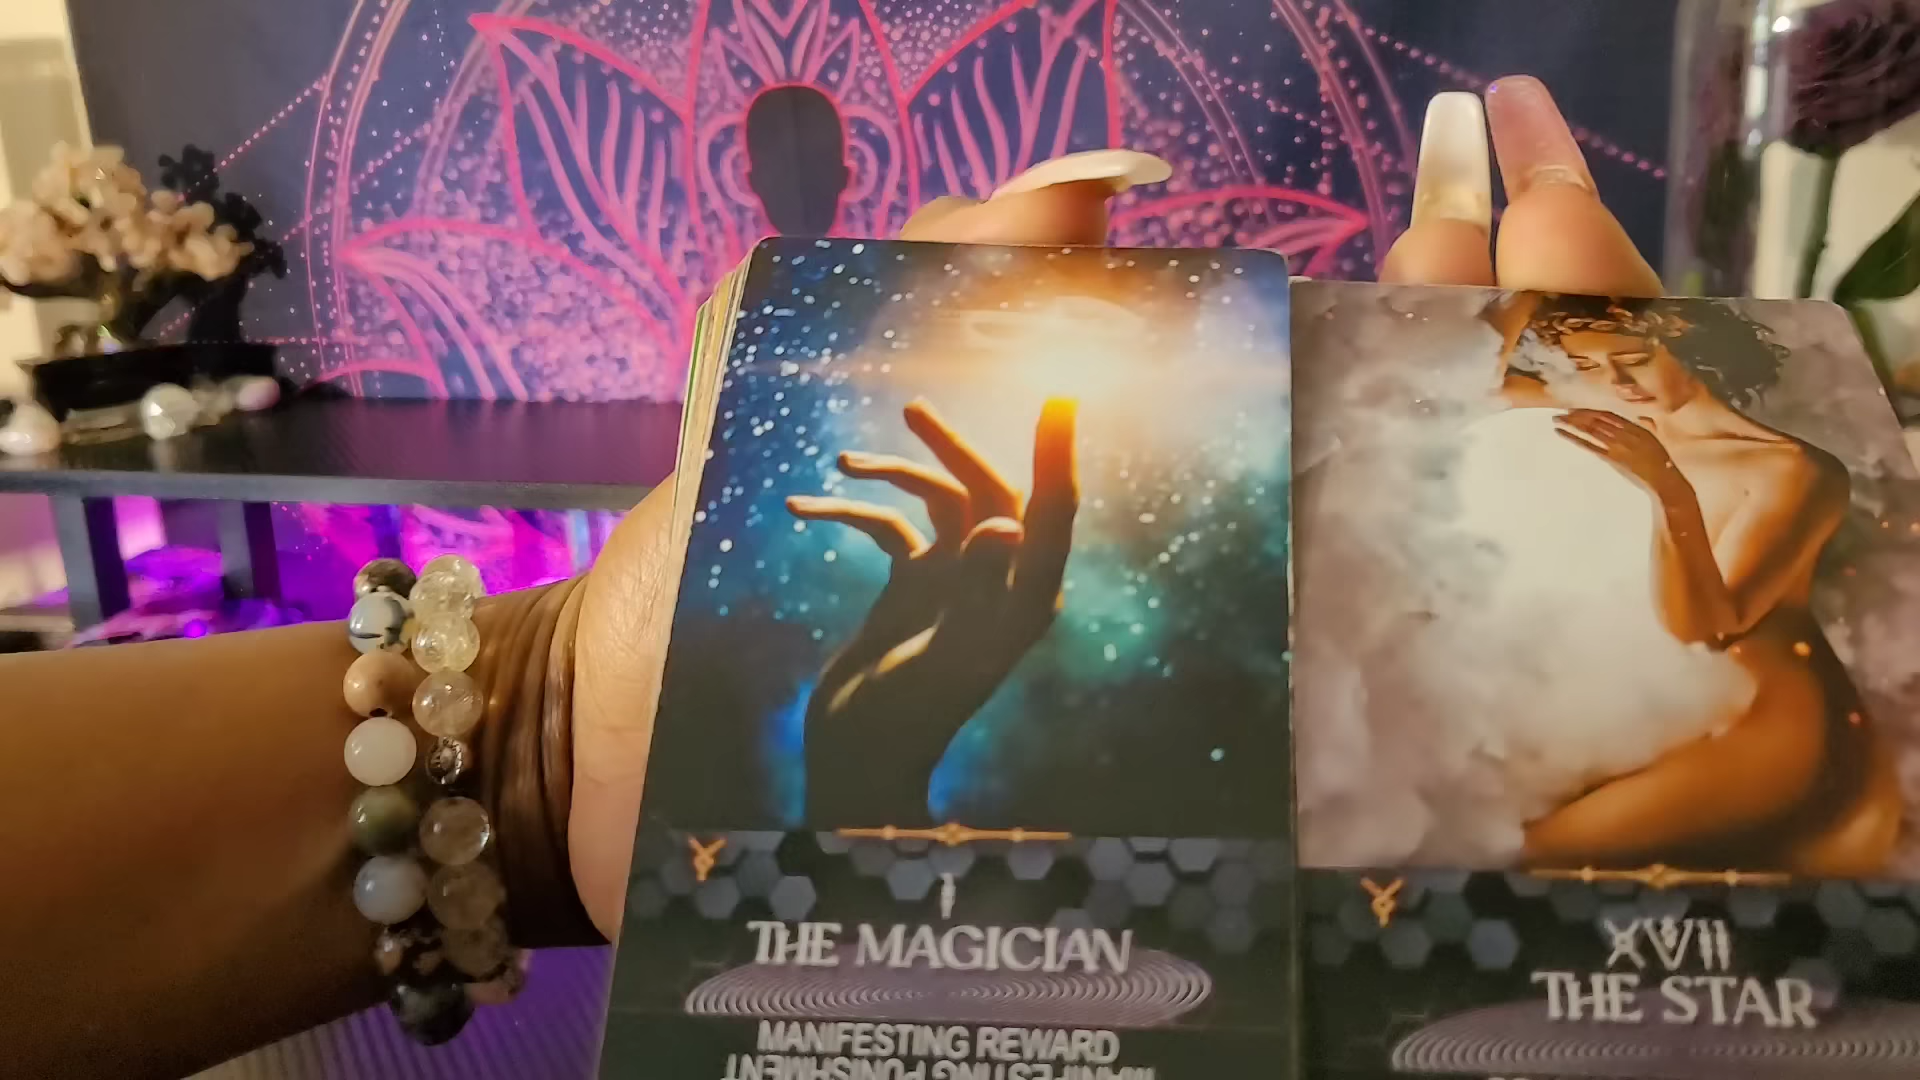 I
THE MAGICIAN
MANIFESTING REWARD
MANIFESTING PUNISHMENT
XVII
THE STAR